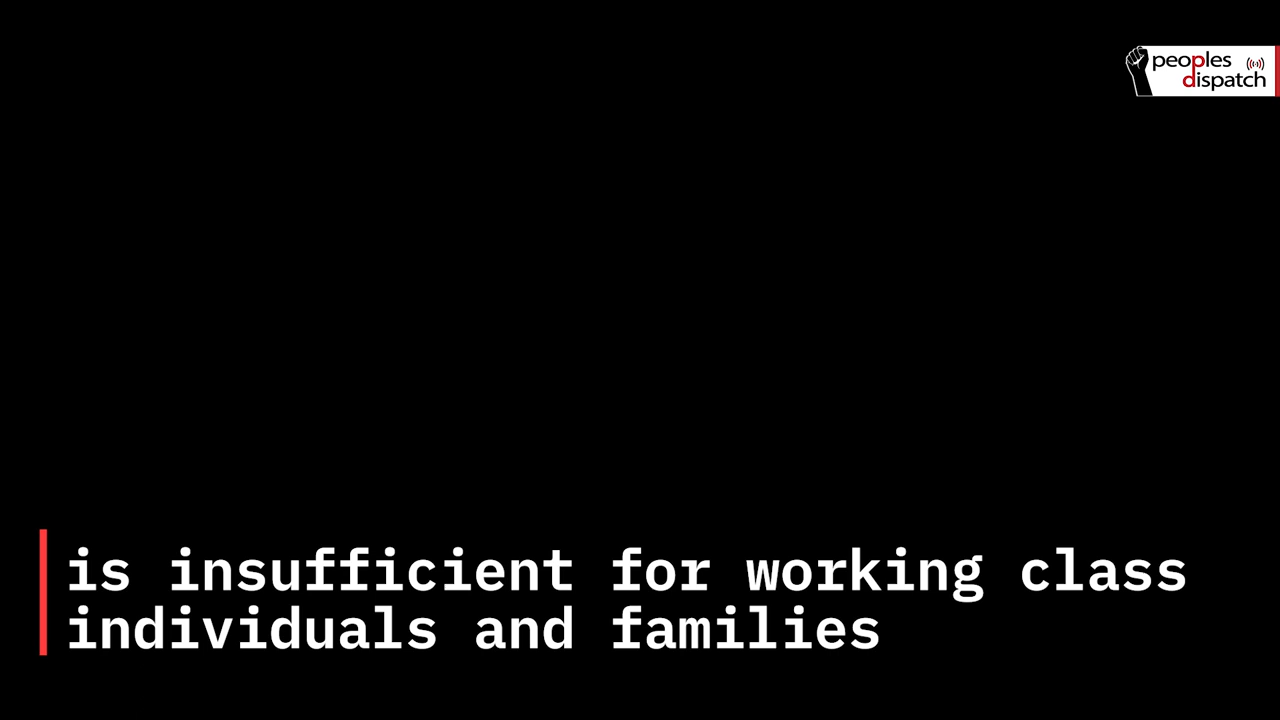 peoples
dispatch
is insufficient for working class
individuals and families